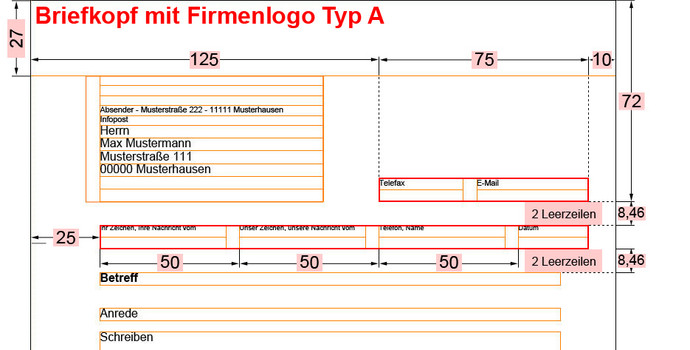 Briefkopf mit Firmenlogo Typ A
27
125
75
10
72
Absender - Musterstraße 222 - 11111 Musterhausen
Infopost
Herrn
Max Mustermann
Musterstraße 111
00000 Musterhausen
Telefax
E-Mail
2 Leerzeilen
8,46
25
Ihr Zeichen, Ihre Nachricht vom
Unser Zeichen, unsere Nachricht vom
Telefon, Name
Datum
50
50
50
2 Leerzeilen
8,46
Betreff
Anrede
Schreiben